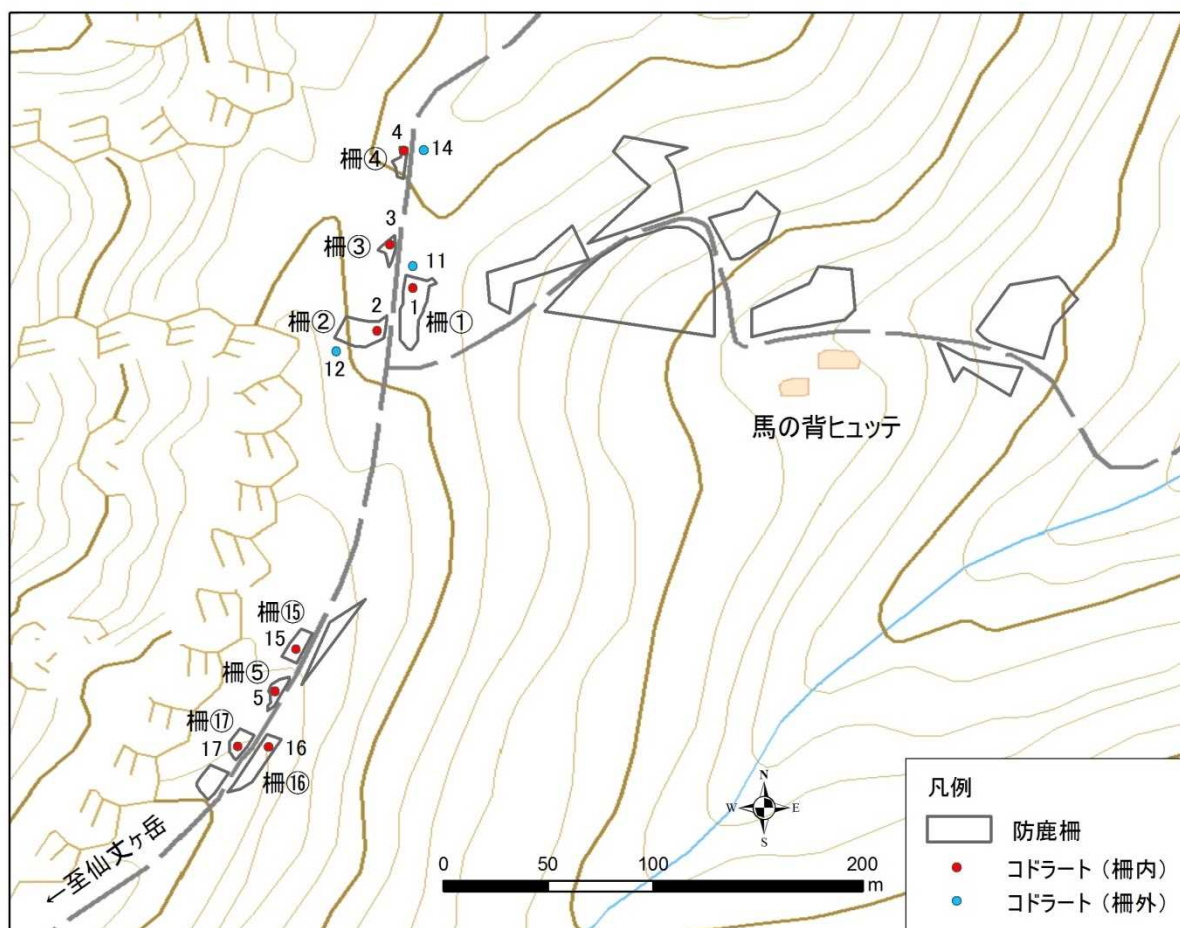 4
14
柵④
3
柵③
11
1
2
柵②
柵①
12
馬の背ヒュッテ
柵⑮
15
柵⑤
5
柵⑰
17
16
柵⑯
←至仙丈ヶ岳
N
W E
S
0 50 100 200
m
凡例
防鹿柵
コドラート（柵内）
コドラート（柵外）